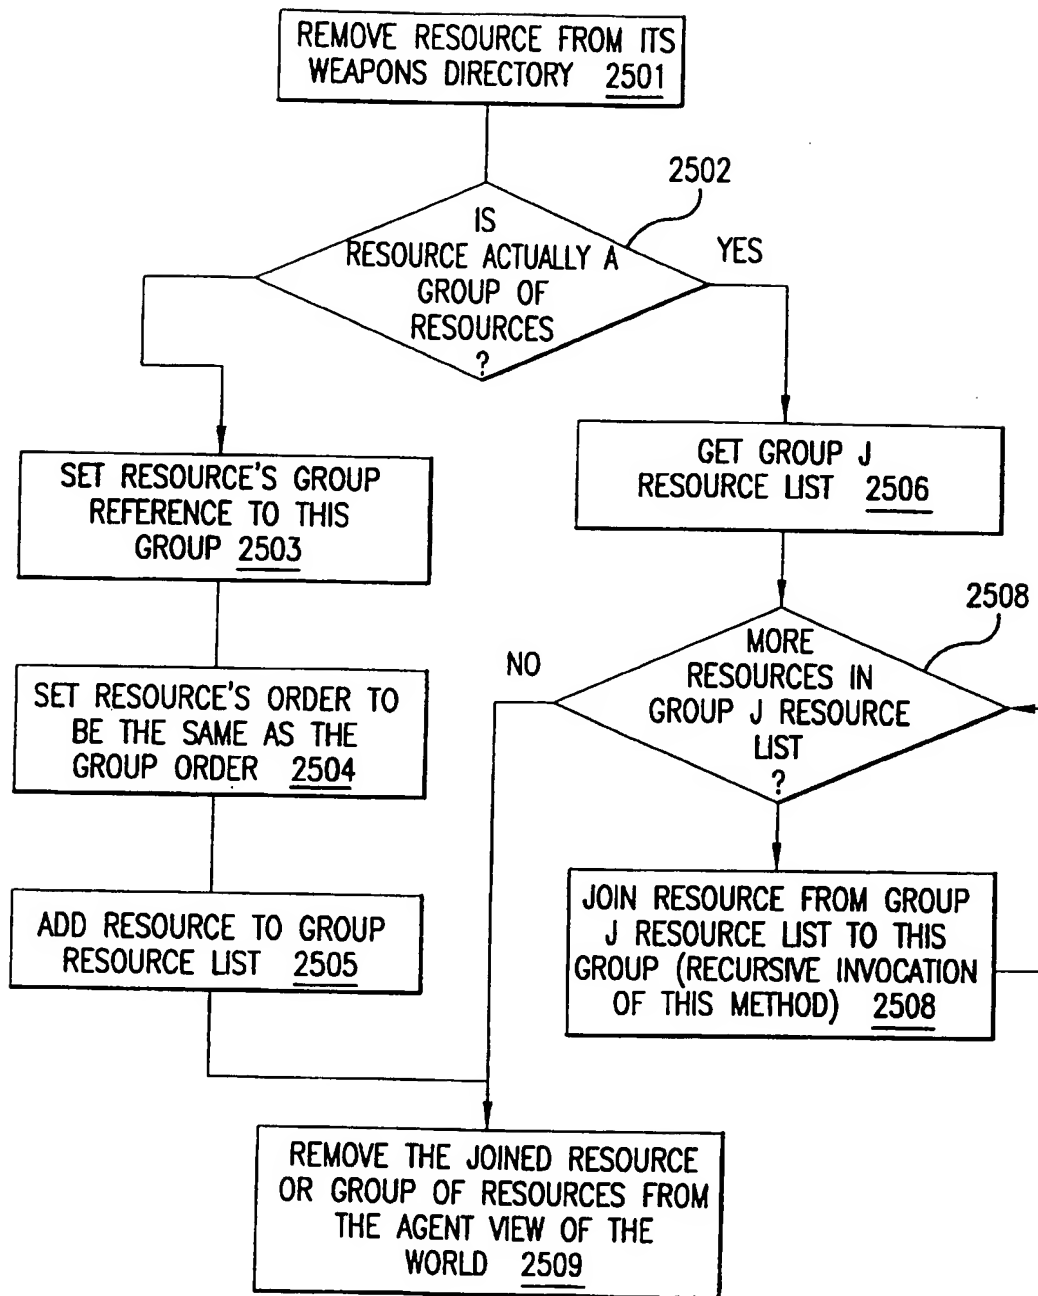 REMOVE RESOURCE FROM ITS
WEAPONS DIRECTORY 2501
2502
IS
RESOURCE ACTUALLY A
GROUP OF
RESOURCES
?
YES
SET RESOURCE'S GROUP
REFERENCE TO THIS
GROUP 2503
GET GROUP J
RESOURCE LIST 2506
2508
MORE
RESOURCES IN
GROUP J RESOURCE
LIST
?
NO
SET RESOURCE'S ORDER TO
BE THE SAME AS THE
GROUP ORDER 2504
JOIN RESOURCE FROM GROUP
J RESOURCE LIST TO THIS
GROUP (RECURSIVE INVOCATION
OF THIS METHOD) 2508
ADD RESOURCE TO GROUP
RESOURCE LIST 2505
REMOVE THE JOINED RESOURCE
OR GROUP OF RESOURCES FROM
THE AGENT VIEW OF THE
WORLD 2509